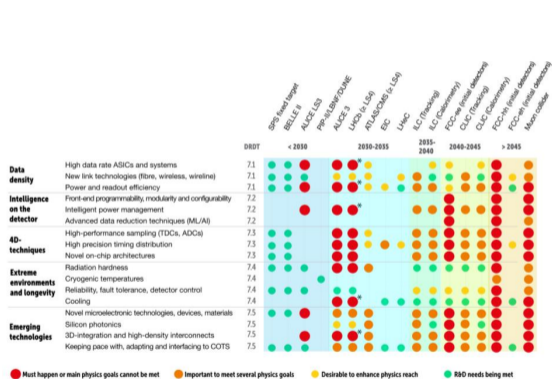 SPS fixed target
BELLE II
ALICE LS3
PIP-II/LBNF/DUNE
ALICE 3
LHCb (≥ LS4)
ATLAS/CMS (≥ LS4)
EIC
LHeC
ILC (Tracking)
ILC (Calorimetry)
FCC-ee (initial detectors)
CLIC (Tracking)
CLIC (Calorimetry)
FCC-hh (initial detectors)
FCC-eh (initial detectors)
Muon collider
DRDT < 2030 2030-2035 2035-2040 2040-2045 > 2045
Data density
High data rate ASICs and systems 7.1 *
New link technologies (fibre, wireless, wireline) 7.1
Power and readout efficiency 7.1 *
Intelligence on the detector
Front-end programmability, modularity and configurability 7.2
Intelligent power management 7.2 *
Advanced data reduction techniques (ML/AI) 7.2
4D-techniques
High-performance sampling (TDCs, ADCs) 7.3
High precision timing distribution 7.3
Novel on-chip architectures 7.3
Extreme environments and longevity
Radiation hardness 7.4
Cryogenic temperatures 7.4
Reliability, fault tolerance, detector control 7.4
Cooling 7.4 *
Emerging technologies
Novel microelectronic technologies, devices, materials 7.5
Silicon photonics 7.5
3D-integration and high-density interconnects 7.5 *
Keeping pace with, adapting and interfacing to COTS 7.5
Must happen or main physics goals cannot be met
Important to meet several physics goals
Desirable to enhance physics reach
R&D needs being met